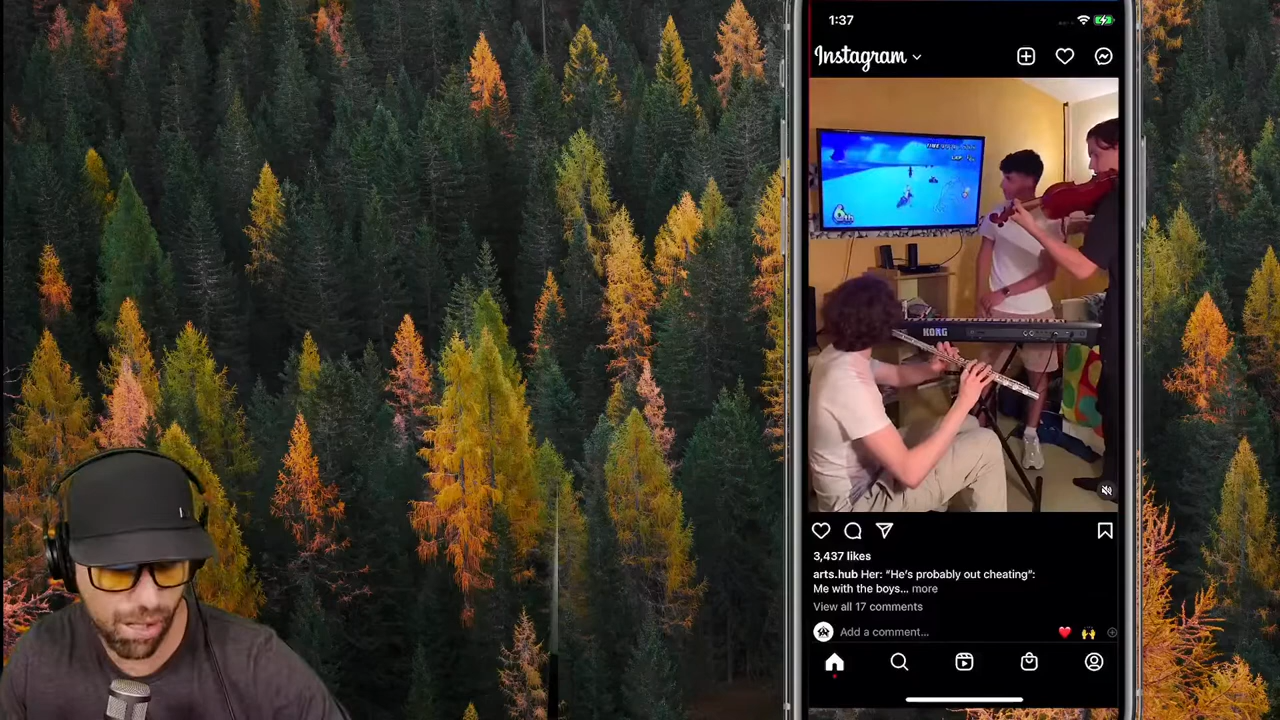 1:37
Instagram
KORG
3,437 likes
arts.hub Her: “He's probably out cheating”:
Me with the boys... more
View all 17 comments
Add a comment...